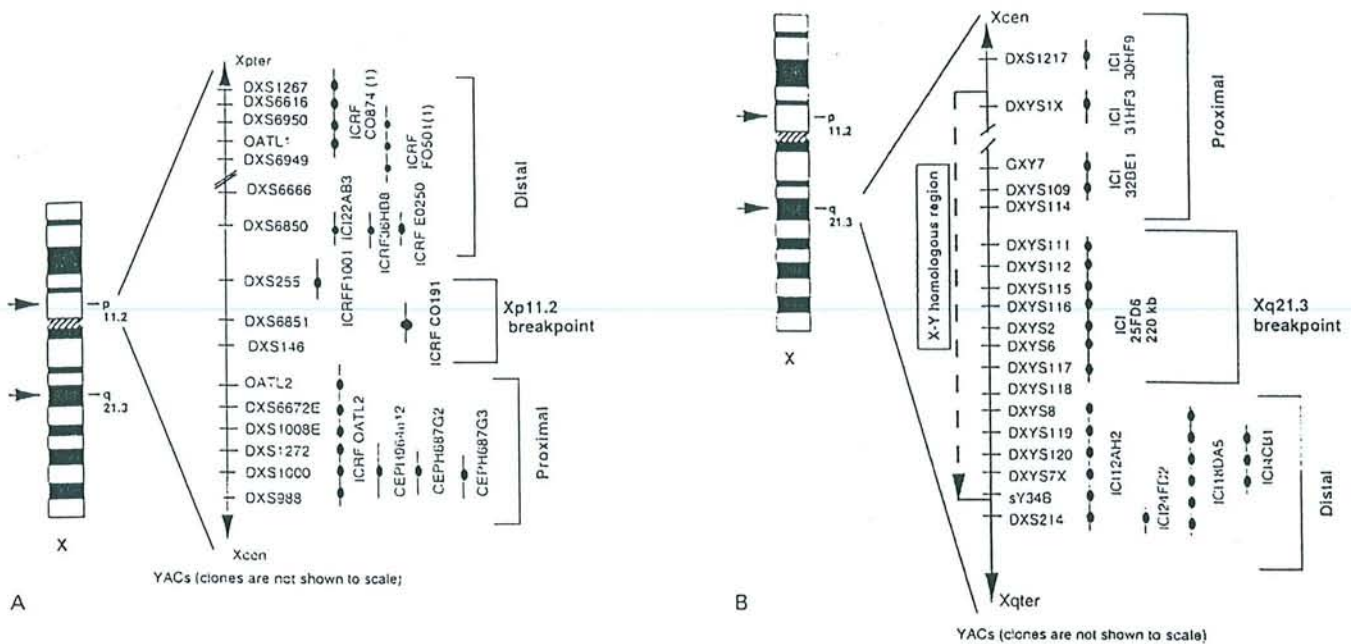 Xpter
DXS1267
DXS6616
DXS6950
OATL1
DXS6949
DXS6666
DXS6850
DXS255
DXS6851
DXS146
OATL2
DXS6672E
DXS1008E
DXS1272
DXS1000
DXS988
Xcen
ICRF
CO874 (1)
ICRF
FO501(1)
ICI22AB3
ICRF E0250
ICRFF1001
ICRF CO191
ICRF OATL2
CEPH687G2
CEPH687G3
Distal
Xp11.2
breakpoint
Proximal
p
11.2
q
21.3
X
YACs (clones are not shown to scale)
A
Xcen
DXS1217
DXYS1X
GXY7
DXYS109
DXYS114
DXYS111
DXYS112
DXYS115
DXYS116
DXYS2
DXYS6
DXYS117
DXYS118
DXYS8
DXYS119
DXYS120
DXYS7X
DXS214
Xqter
X-Y homologous region
ICI
30HF9
ICI
31HF3
ICI
32BE1
ICI
25FD6
220 kb
ICI12AH2
ICI18DA5
ICI4CB1
Proximal
Xq21.3
breakpoint
Distal
p
11.2
q
21.3
X
YACs (clones are not shown to scale)
B